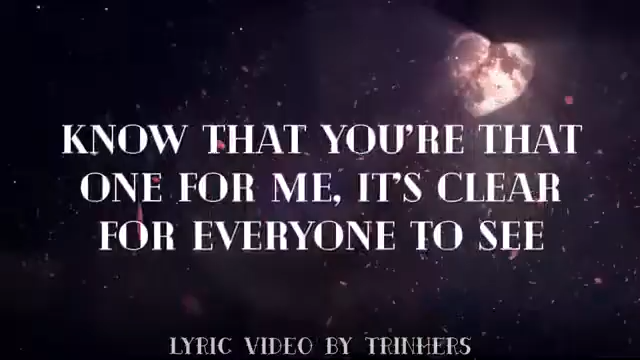 KNOW THAT YOU'RE THAT
ONE FOR ME, IT'S CLEAR
FOR EVERYONE TO SEE
LYRIC VIDEO BY TRINHERS